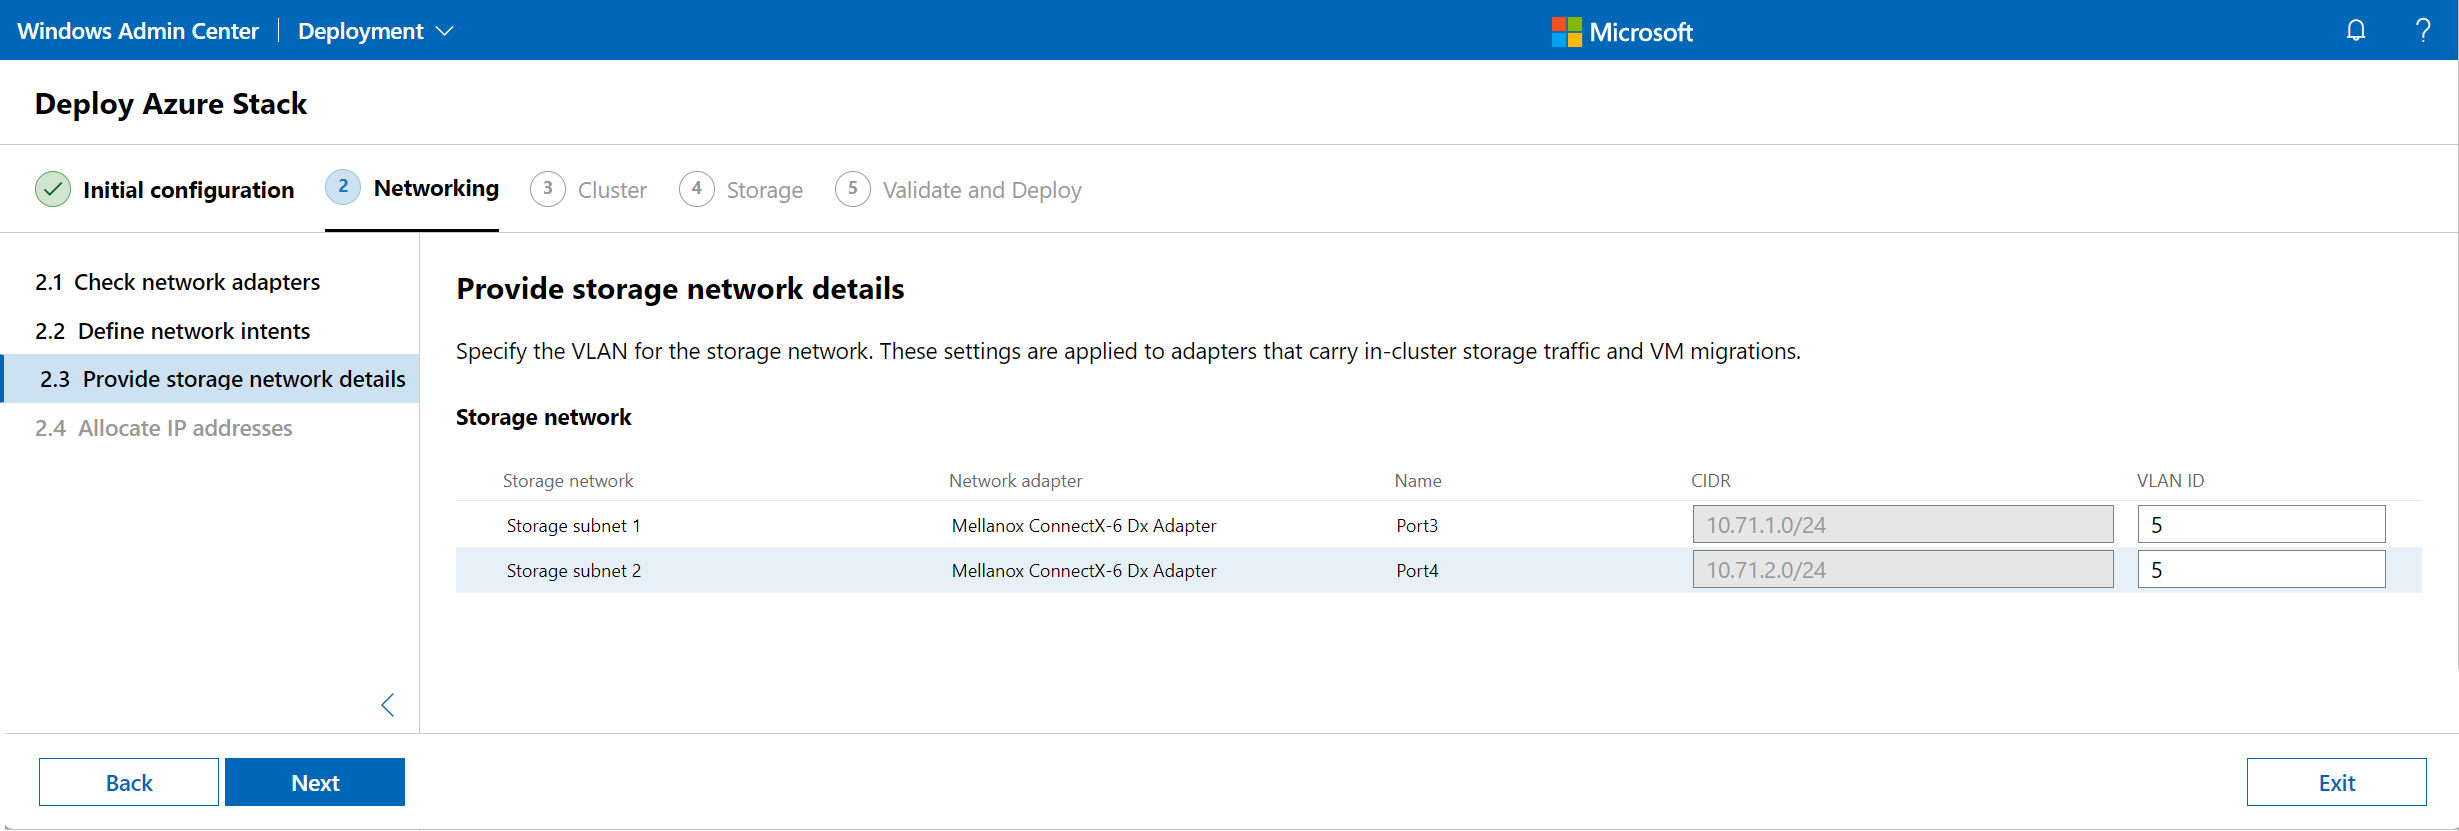 Windows Admin Center Deployment Microsoft ?
Deploy Azure Stack
Initial configuration 2 Networking 3 Cluster 4 Storage 5 Validate and Deploy
2.1 Check network adapters
2.2 Define network intents
2.3 Provide storage network details
2.4 Allocate IP addresses
Provide storage network details
Specify the VLAN for the storage network. These settings are applied to adapters that carry in-cluster storage traffic and VM migrations.
Storage network
Storage network Network adapter Name CIDR VLAN ID
Storage subnet 1 Mellanox ConnectX-6 Dx Adapter Port3 10.71.1.0/24 5
Storage subnet 2 Mellanox ConnectX-6 Dx Adapter Port4 10.71.2.0/24 5
Back Next Exit